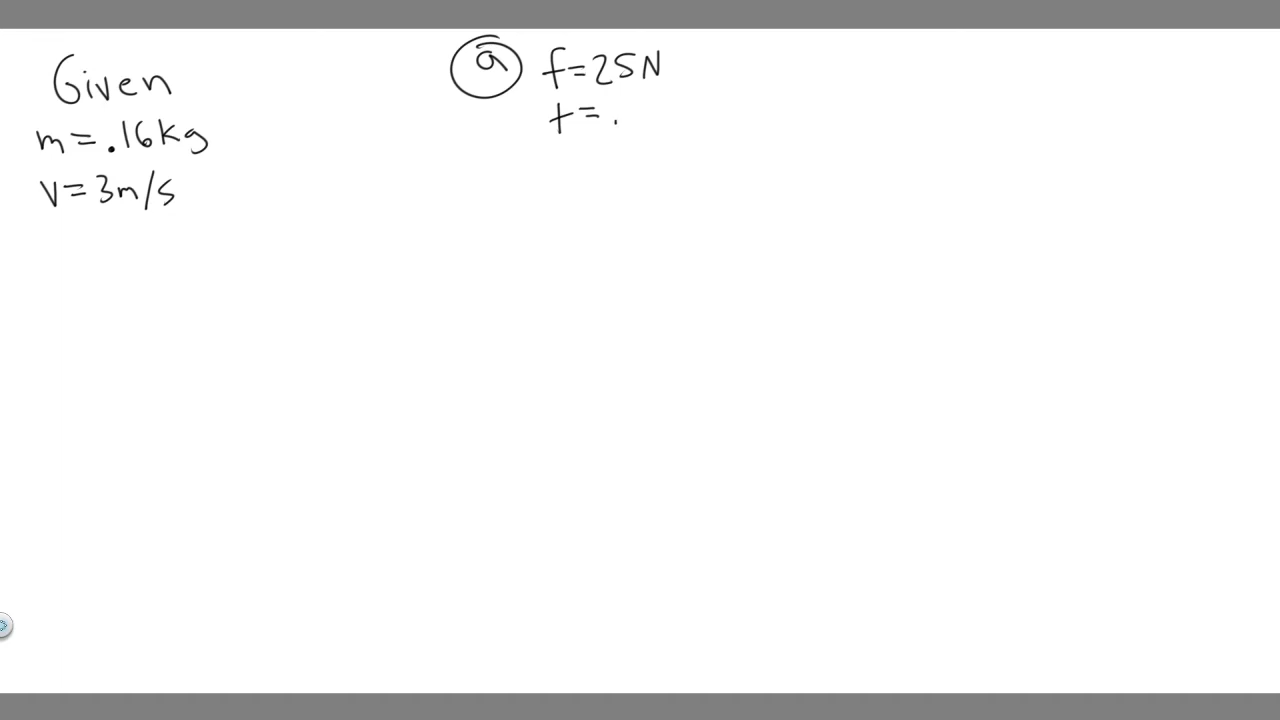 Given
m=.16kg
v=3m/s
a f=25N
t=.